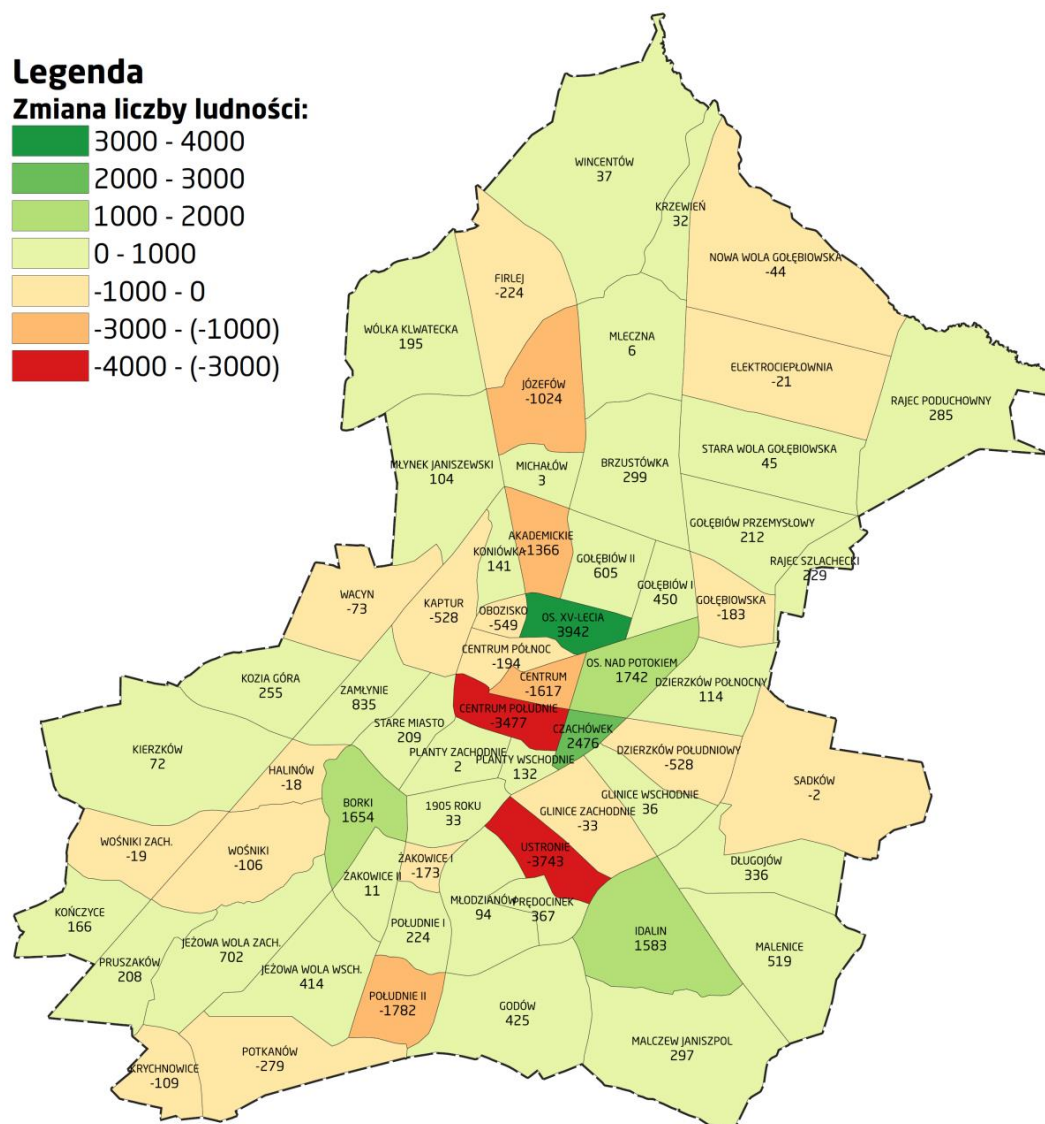 Legenda
Zmiana liczby ludności:
3000 - 4000
2000 - 3000
1000 - 2000
0 - 1000
-1000 - 0
-3000 - (-1000)
-4000 - (-3000)
WINCENTÓW
37
KRZEWIEŃ
32
NOWA WOLA GOŁĘBIOWSKA
-44
FIRLEJ
-224
WÓLKA KLWATECKA
195
MLECZNA
6
ELEKTROCIEPŁOWNIA
-21
JÓZEFÓW
-1024
RAJEC PODUCHOWNY
285
STARA WOLA GOŁĘBIOWSKA
45
MŁYNEK JANISZEWSKI
104
MICHAŁÓW
3
BRZUSTÓWKA
299
GOŁĘBIÓW PRZEMYSŁOWY
212
AKADEMICKIE
-1366
KONIÓWKA
141
GOŁĘBIÓW II
605
RAJEC SZLACHECKI
229
GOŁĘBIÓW I
450
WACYN
-73
KAPTUR
-528
GOŁĘBIOWSKA
-183
OBOZISKO
-549
OS. XV-LECIA
3942
CENTRUM PÓŁNOC
-194
OS. NAD POTOKIEM
1742
KOZIA GÓRA
255
CENTRUM
-1617
DZIERZKÓW PÓŁNOCNY
114
ZAMŁYNIE
835
CENTRUM POŁUDNIE
-3477
STARE MIASTO
209
CZACHÓWEK
2476
KIERZKÓW
72
PLANTY ZACHODNIE
2
PLANTY WSCHODNIE
132
DZIERZKÓW POŁUDNIOWY
-528
HALINÓW
-18
SADKÓW
-2
GLINICE WSCHODNIE
36
BORKI
1654
1905 ROKU
33
GLINICE ZACHODNIE
-33
WOŚNIKI ZACH.
-19
WOŚNIKI
-106
USTRONIE
-3743
ŻAKOWICE I
-173
DŁUGOJÓW
336
ŻAKOWICE II
11
MŁODZIANÓW
94
PRĘDOCINEK
367
KOŃCZYCE
166
POŁUDNIE I
224
IDALIN
1583
JEŻOWA WOLA ZACH.
702
MALENICE
519
PRUSZAKÓW
208
JEŻOWA WOLA WSCH.
414
POŁUDNIE II
-1782
GODÓW
425
MALCZEW JANISZPOL
297
POTKANÓW
-279
KRYCHNOWICE
-109